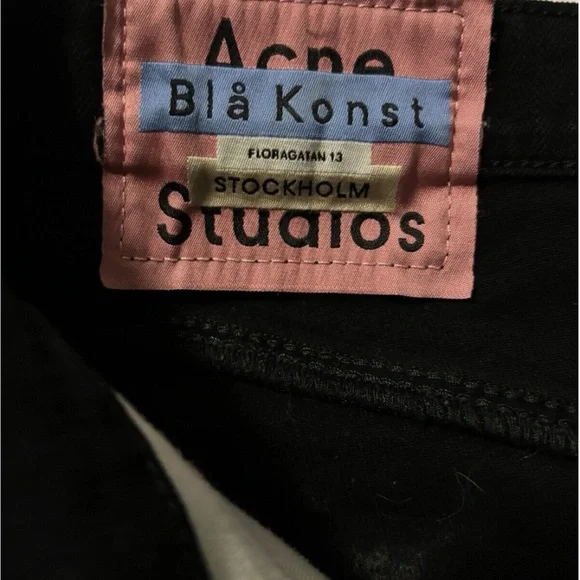 Acne
Blå Konst
FLORAGATAN 13
STOCKHOLM
Studios